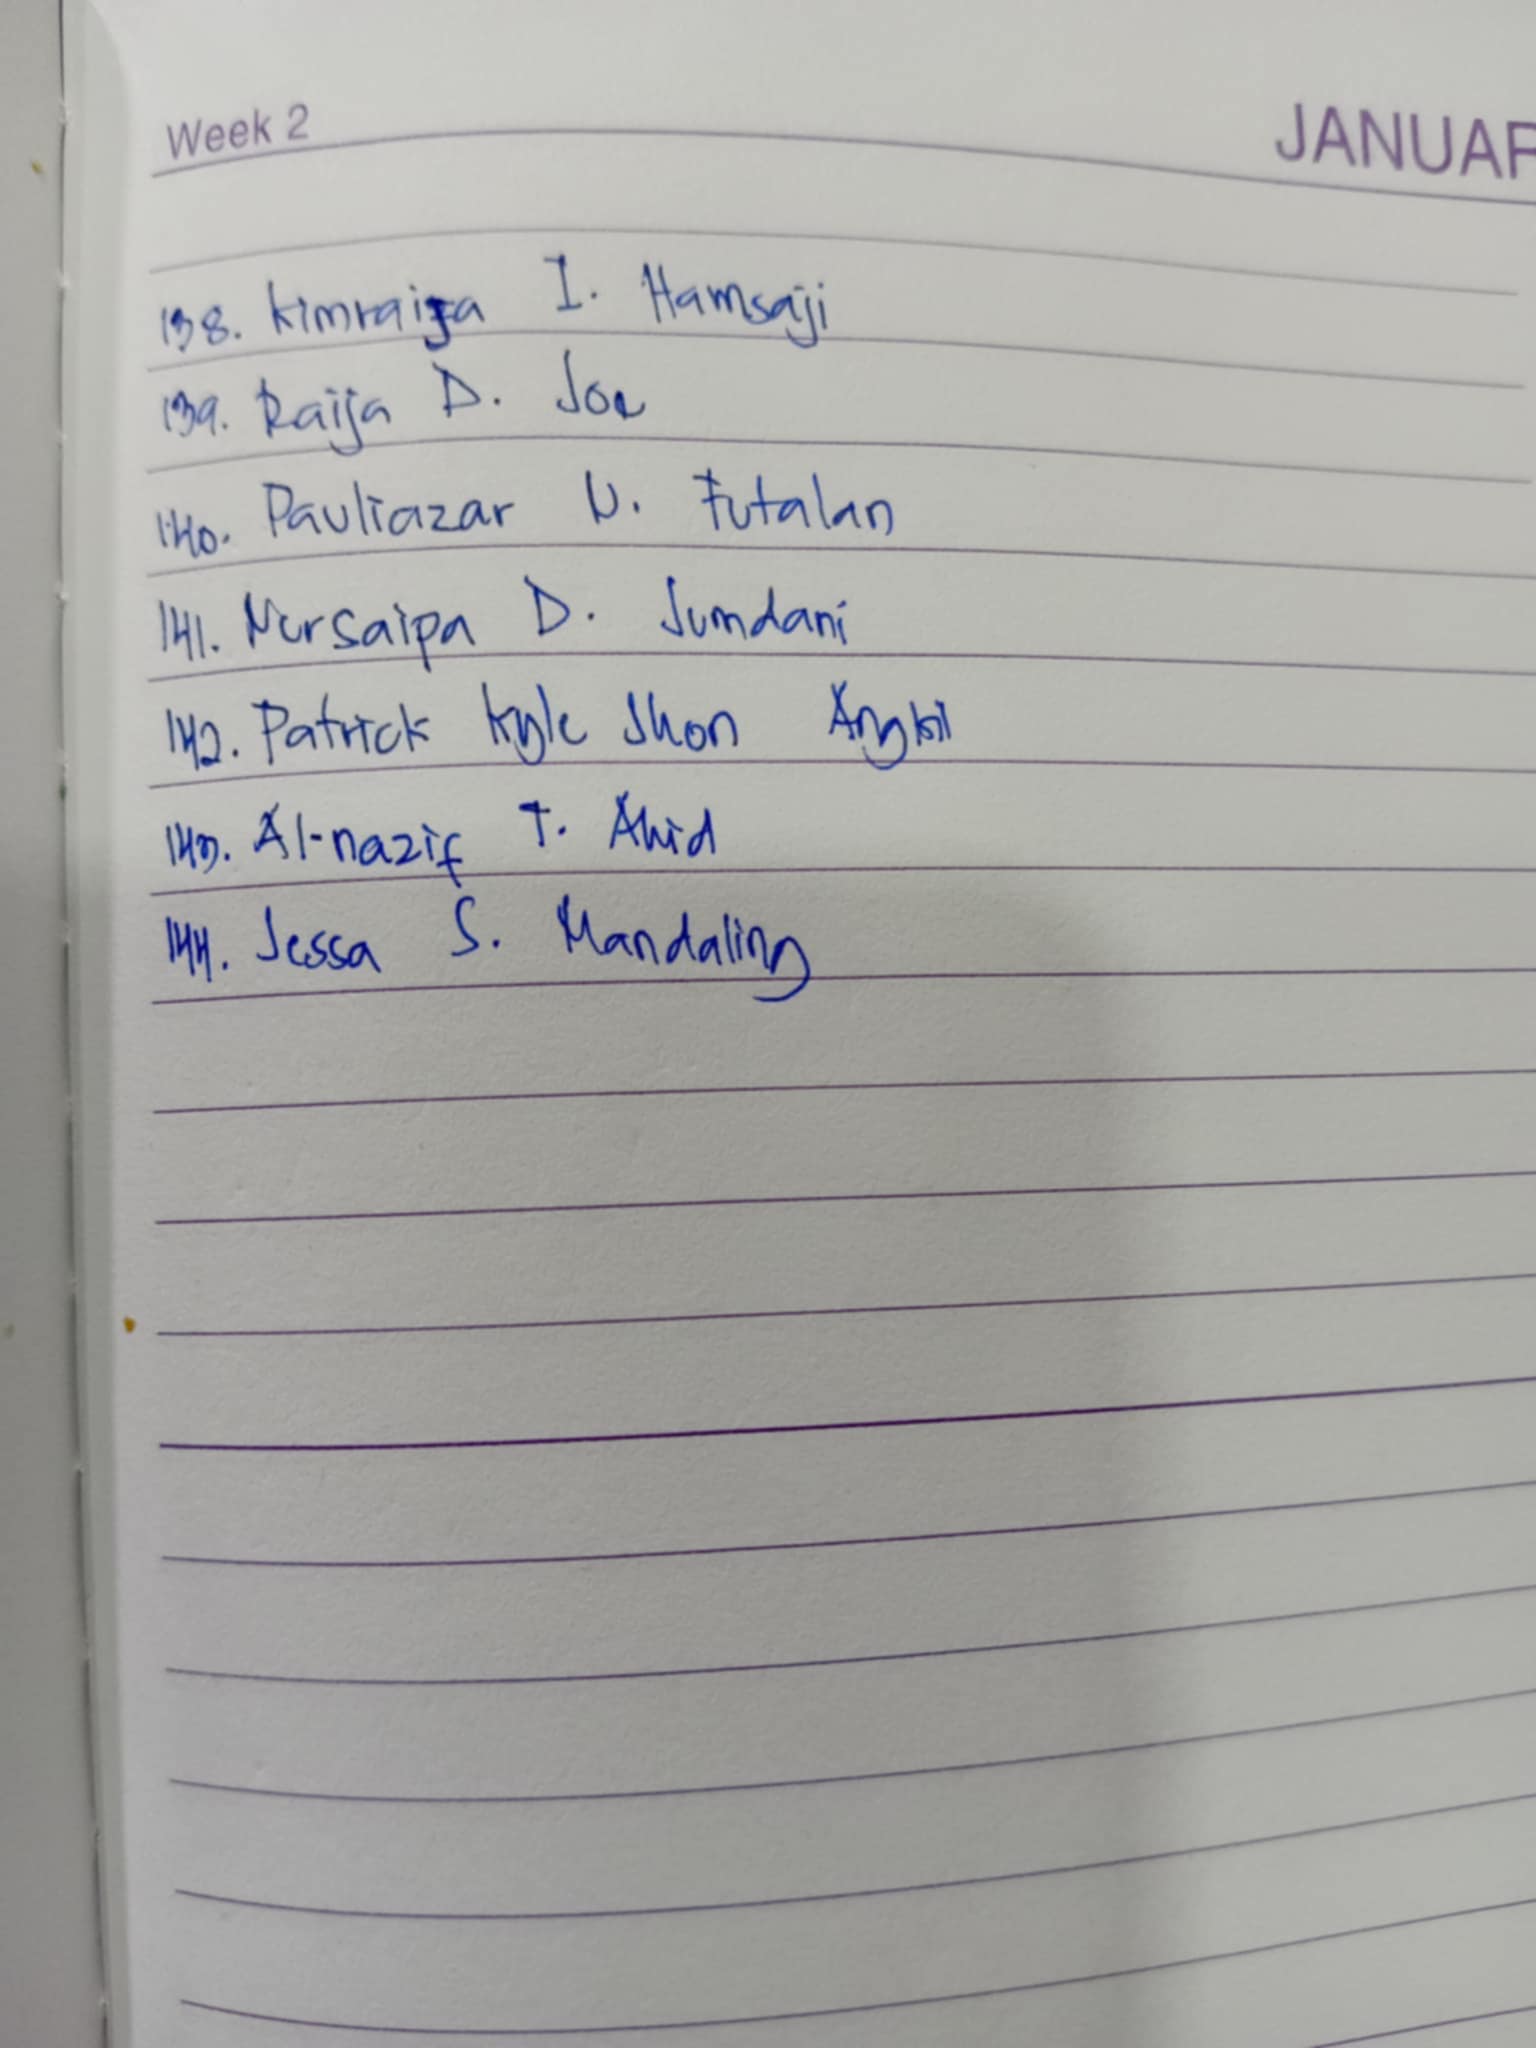 Week 2
JANUAR
138. Kimraiza I. Hamsaji
139. Raija D. Joe
140. Pauliazar N. Futalan
141. Nursaipa D. Jumdani
142. Patrick Kyle Jhon Angkil
143. Al-nazif T. Ahid
144. Jessa S. Mandaling